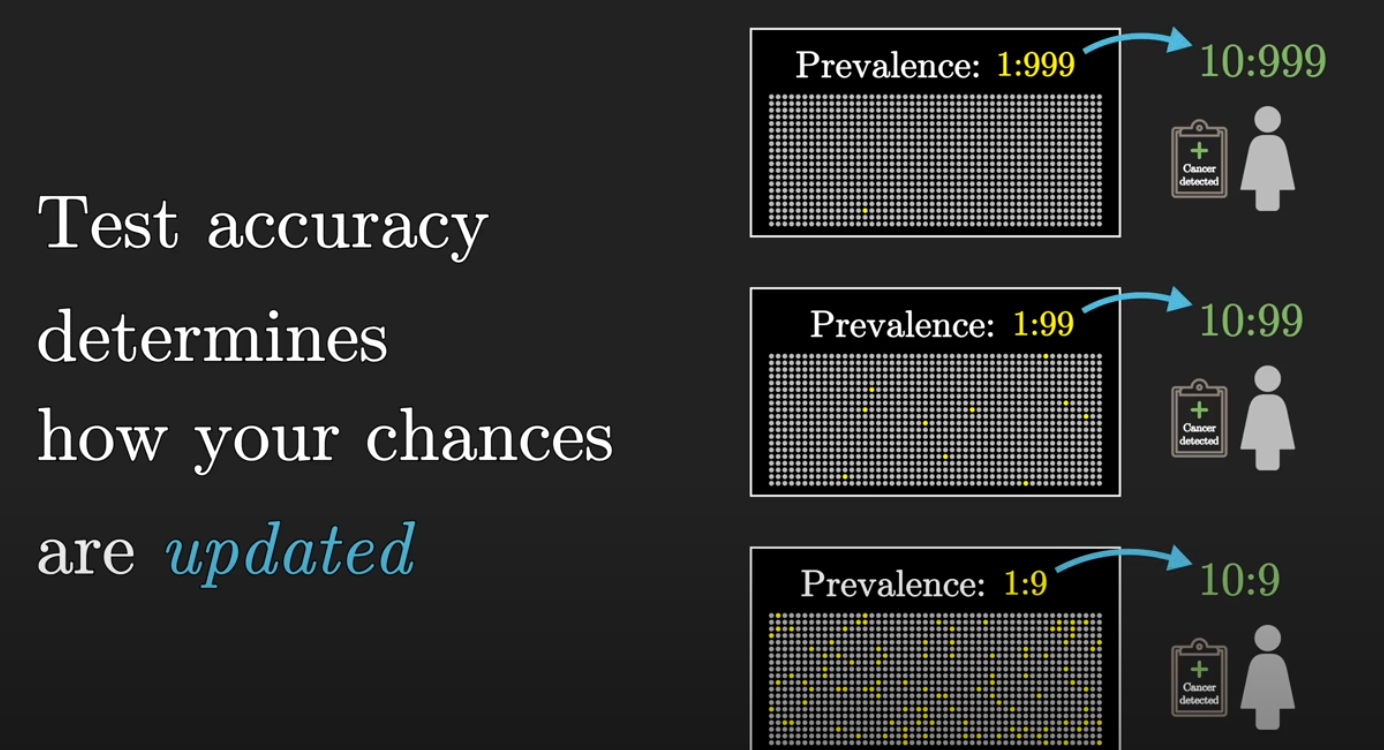 Test accuracy
determines
how your chances
are updated
Prevalence: 1:999
10:999
+
Cancer
detected
Prevalence: 1:99
10:99
+
Cancer
detected
Prevalence: 1:9
10:9
+
Cancer
detected